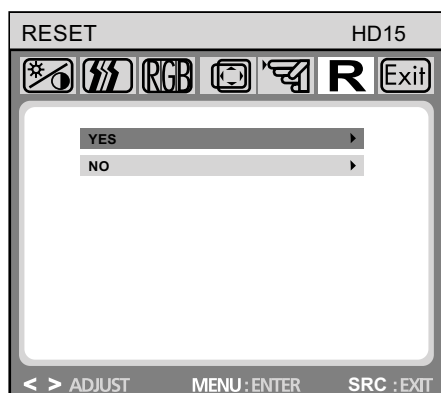 RESET HD15
RGB R Exit
YES
NO
< > ADJUST MENU : ENTER SRC : EXIT